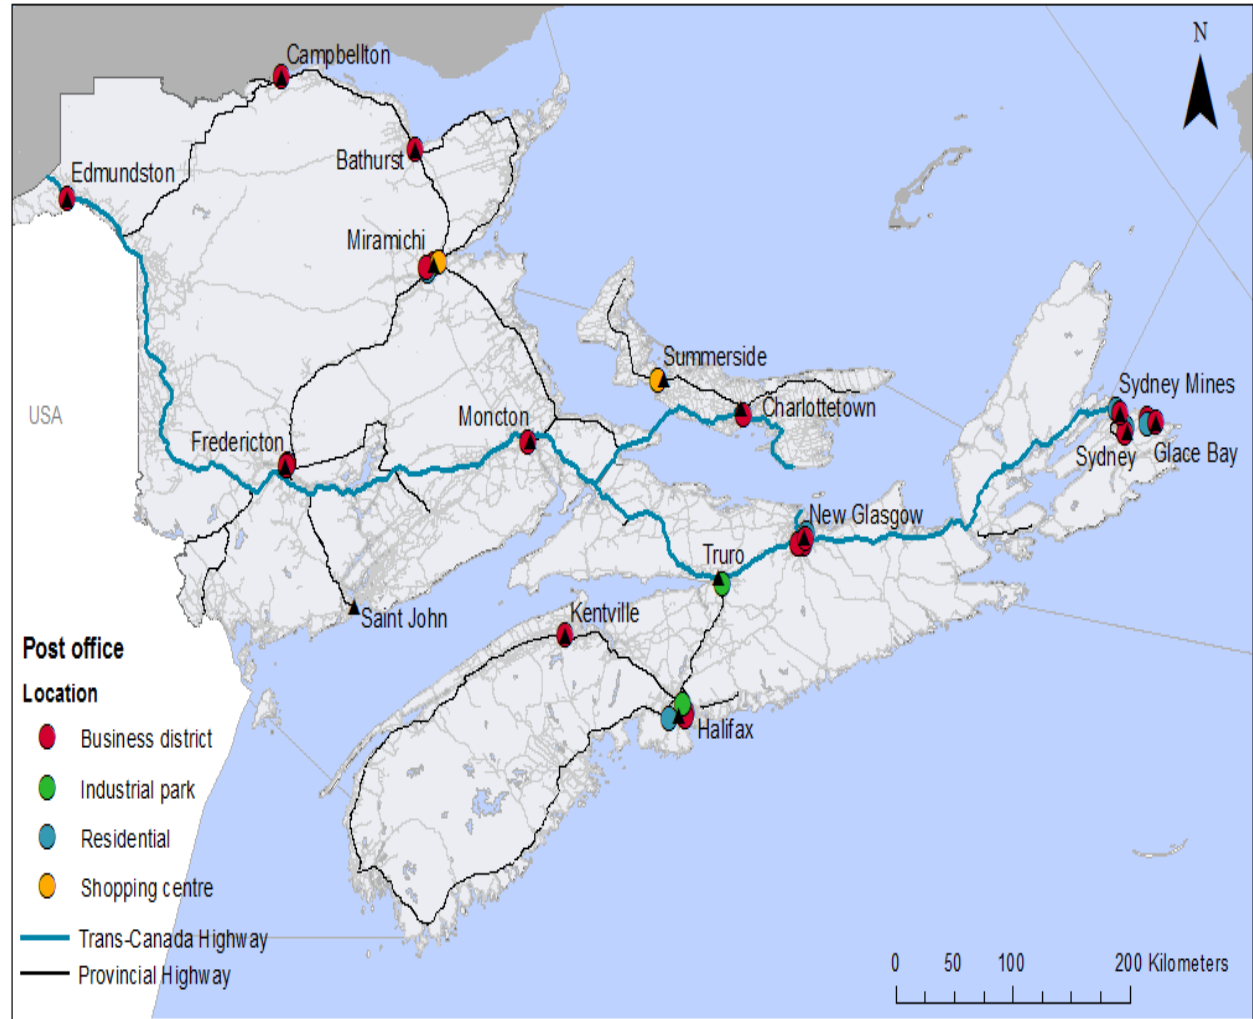 N
Campbellton
Bathurst
Edmundston
Miramichi
Summerside
Sydney Mines
USA
Moncton
Charlottetown
Fredericton
Sydney
Glace Bay
New Glasgow
Truro
Saint John
Kentville
Halifax
Post office
Location
Business district
Industrial park
Residential
Shopping centre
Trans-Canada Highway
Provincial Highway
0 50 100 200 Kilometers